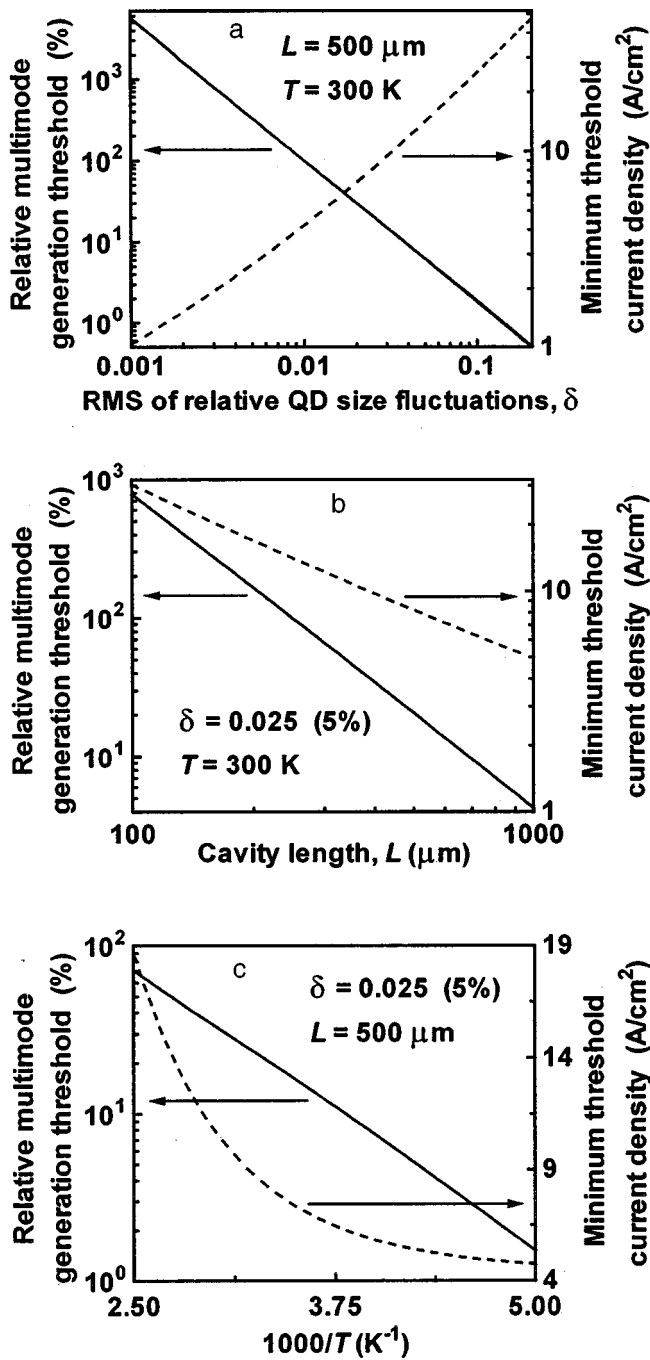 a
L = 500 μm
T = 300 K
Relative multimode
generation threshold (%)
10³
10²
10¹
10⁰
Minimum threshold
current density (A/cm²)
10
1
0.001
0.01
0.1
RMS of relative QD size fluctuations, δ
b
δ = 0.025 (5%)
T = 300 K
Relative multimode
generation threshold (%)
10³
10²
10¹
Minimum threshold
current density (A/cm²)
10
1
100
1000
Cavity length, L (μm)
c
δ = 0.025 (5%)
L = 500 μm
Relative multimode
generation threshold (%)
10²
10¹
10⁰
Minimum threshold
current density (A/cm²)
19
14
9
4
2.50
3.75
5.00
1000/T (K⁻¹)